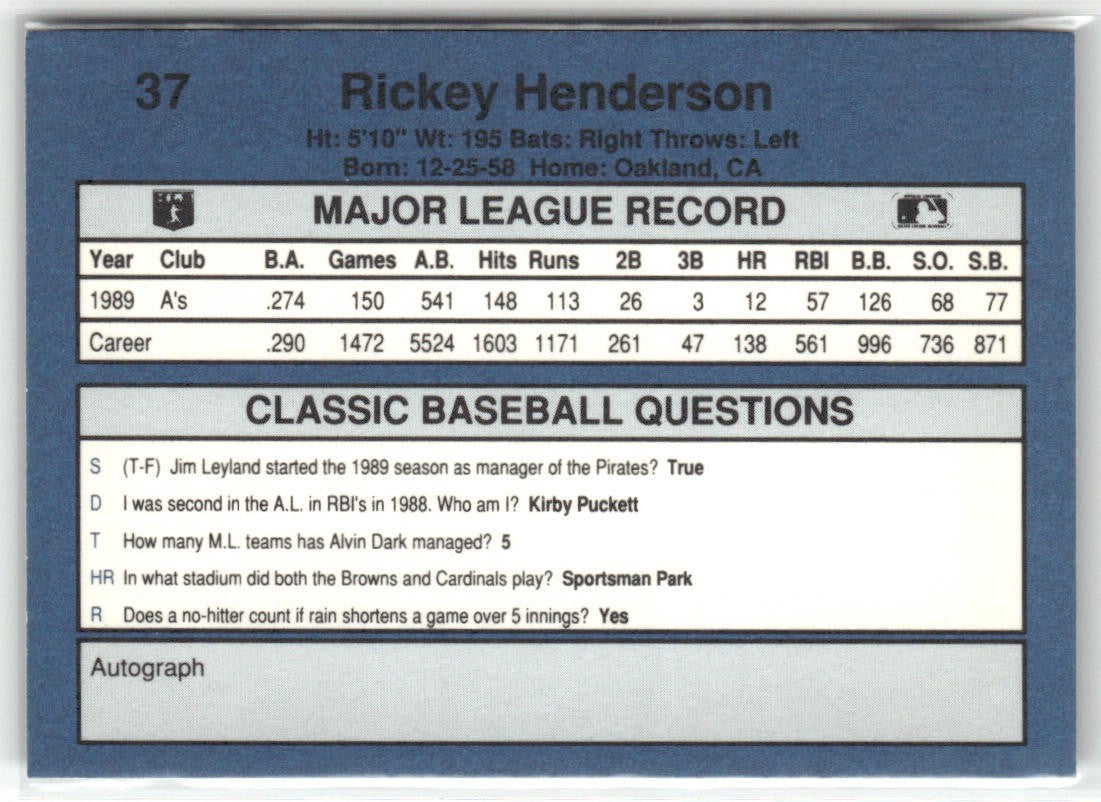 37 Rickey Henderson
Ht: 5'10" Wt: 195 Bats: Right Throws: Left
Born: 12-25-58 Home: Oakland, CA
MAJOR LEAGUE RECORD
Year Club B.A. Games A.B. Hits Runs 2B 3B HR RBI B.B. S.O. S.B.
1989 A's .274 150 541 148 113 26 3 12 57 126 68 77
Career .290 1472 5524 1603 1171 261 47 138 561 996 736 871
CLASSIC BASEBALL QUESTIONS
S (T-F) Jim Leyland started the 1989 season as manager of the Pirates? True
D I was second in the A.L. in RBI's in 1988. Who am I? Kirby Puckett
T How many M.L. teams has Alvin Dark managed? 5
HR In what stadium did both the Browns and Cardinals play? Sportsman Park
R Does a no-hitter count if rain shortens a game over 5 innings? Yes
Autograph